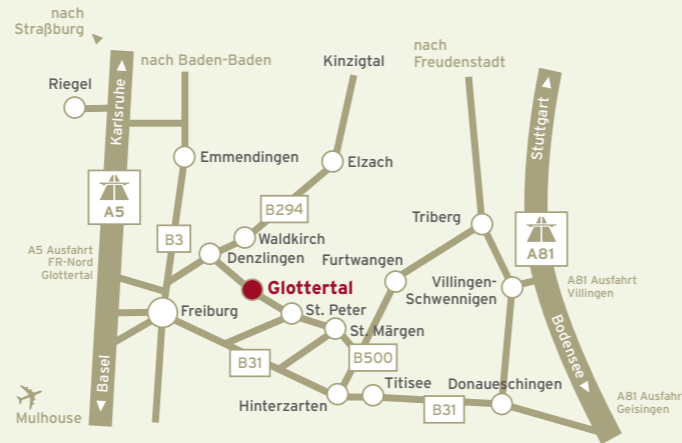 nach
Straßburg
nach Baden-Baden
Kinzigtal
nach
Freudenstadt
Riegel
Karlsruhe
Stuttgart
Emmendingen
Elzach
A5
B294
Triberg
A81
B3
Waldkirch
A5 Ausfahrt
FR-Nord
Glottertal
Denzlingen
Furtwangen
Villingen-
Schwennigen
A81 Ausfahrt
Villingen
Glottertal
Freiburg
St. Peter
St. Märgen
Bodensee
B31
B500
Basel
Titisee
Donaueschingen
Hinterzarten
B31
A81 Ausfahr
Geisingen
Mulhouse